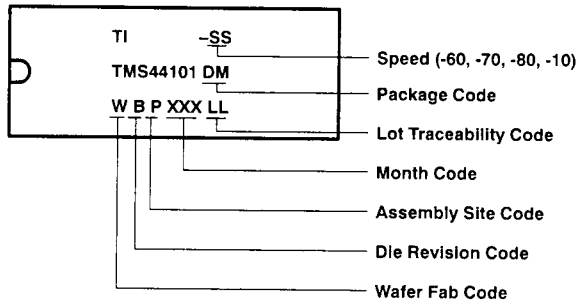 TI -SS
TMS44101 DM
W B P XXX LL
Speed (-60, -70, -80, -10)
Package Code
Lot Traceability Code
Month Code
Assembly Site Code
Die Revision Code
Wafer Fab Code